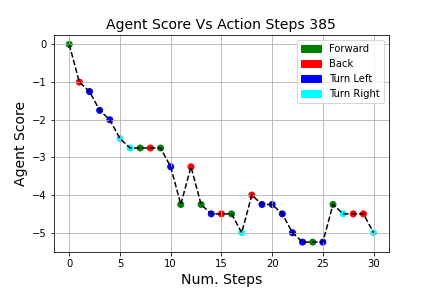 Agent Score Vs Action Steps 385
Forward
Back
Turn Left
Turn Right
Agent Score
0
−1
−2
−3
−4
−5
0 5 10 15 20 25 30
Num. Steps